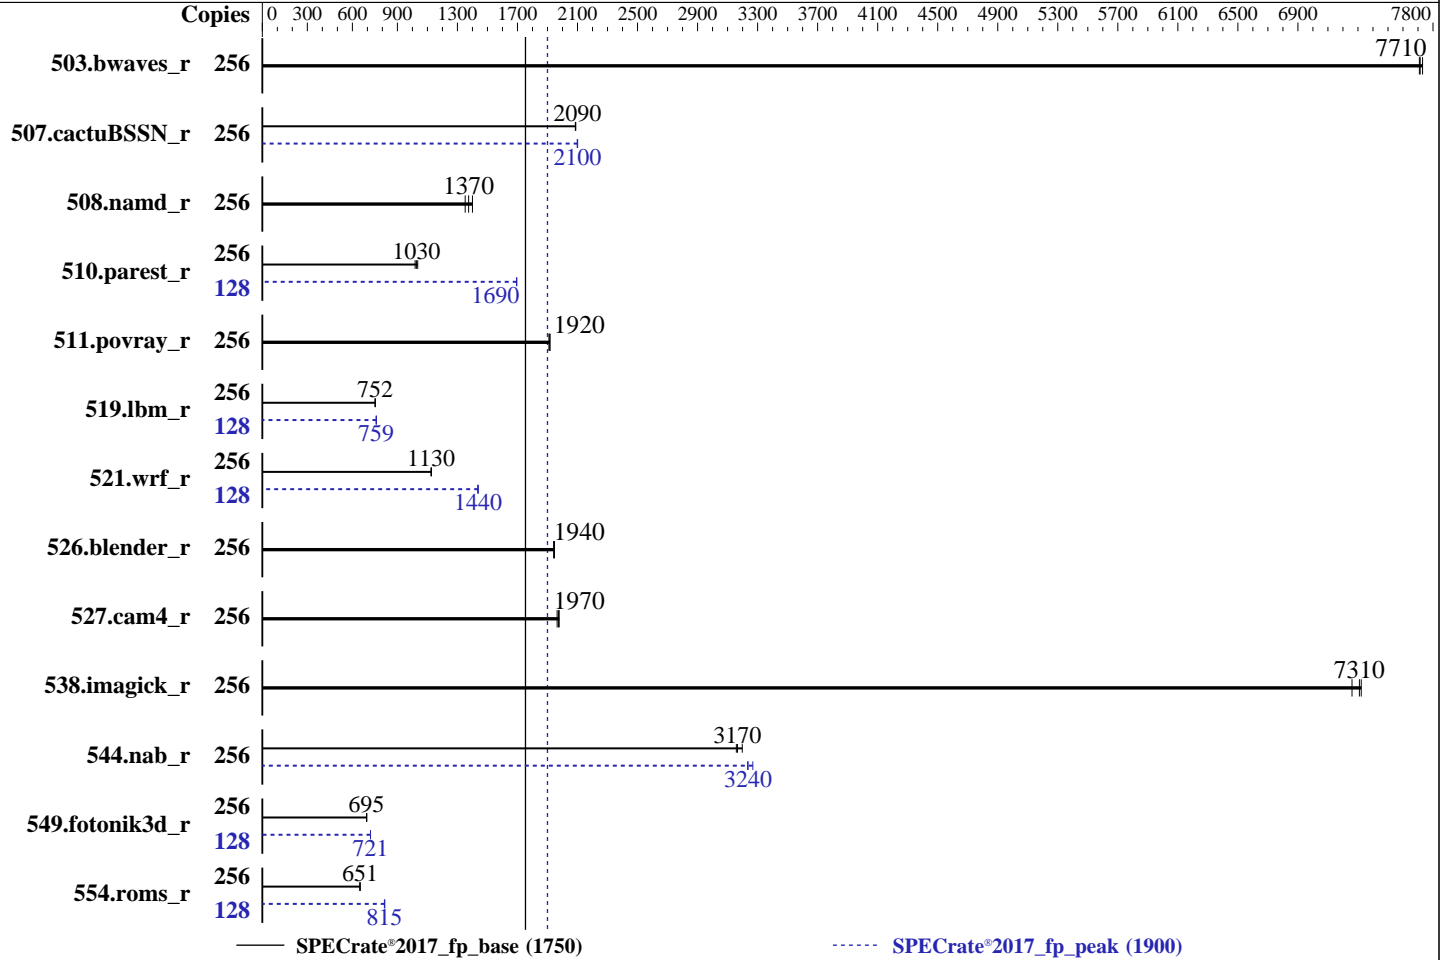 Copies 0 300 600 900 1300 1700 2100 2500 2900 3300 3700 4100 4500 4900 5300 5700 6100 6500 6900 7800
503.bwaves_r 256 7710
507.cactuBSSN_r 256 2090
2100
508.namd_r 256 1370
256 1030
510.parest_r
128 1690
511.povray_r 256 1920
256 752
519.lbm_r
128 759
256 1130
521.wrf_r
128 1440
526.blender_r 256 1940
527.cam4_r 256 1970
538.imagick_r 256 7310
544.nab_r 256 3170
3240
256 695
549.fotonik3d_r
128 721
256 651
554.roms_r
128 815
SPECrate®2017_fp_base (1750) SPECrate®2017_fp_peak (1900)